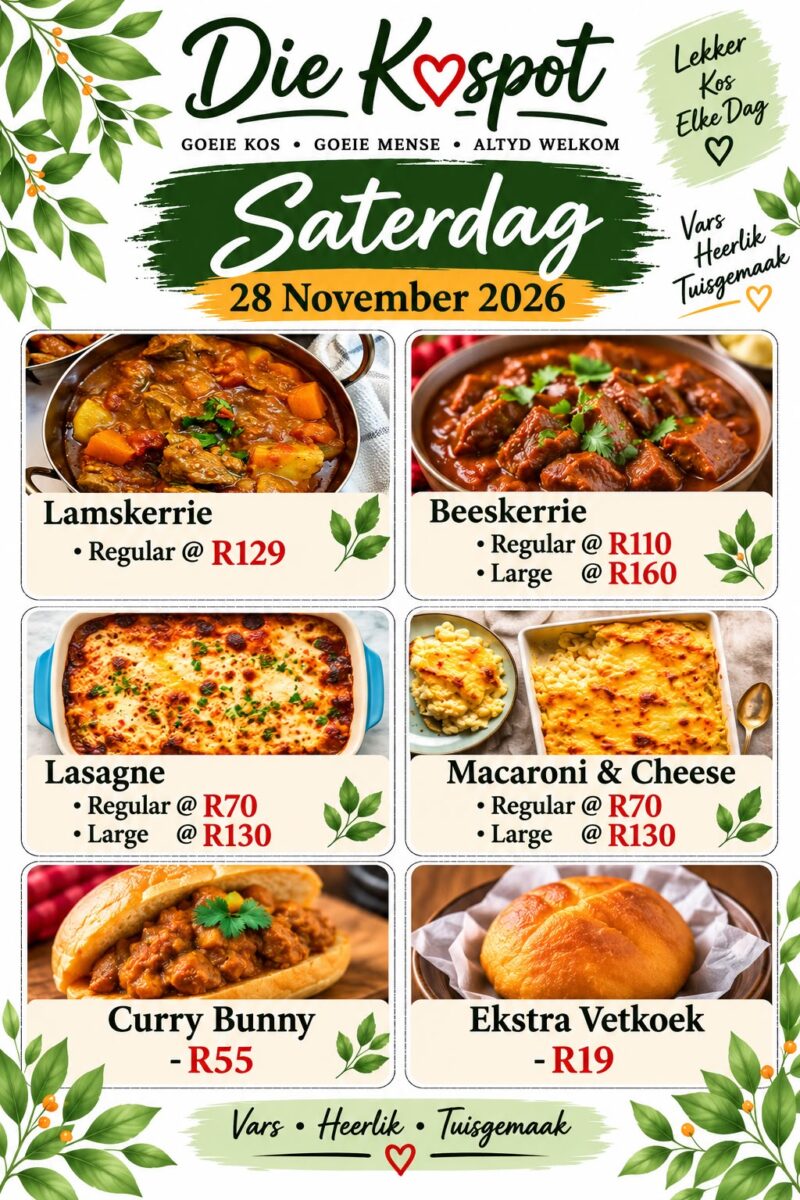 Die Kospot
GOEIE KOS • GOEIE MENSE • ALTYD WELKOM
Lekker
Kos
Elke Dag
Saterdag
28 November 2026
Vars
Heerlik
Tuisgemaak
Lamskerrie
• Regular @ R129
Beeskerrie
• Regular @ R110
• Large @ R160
Lasagne
• Regular @ R70
• Large @ R130
Macaroni & Cheese
• Regular @ R70
• Large @ R130
Curry Bunny
- R55
Ekstra Vetkoek
- R19
Vars • Heerlik • Tuisgemaak